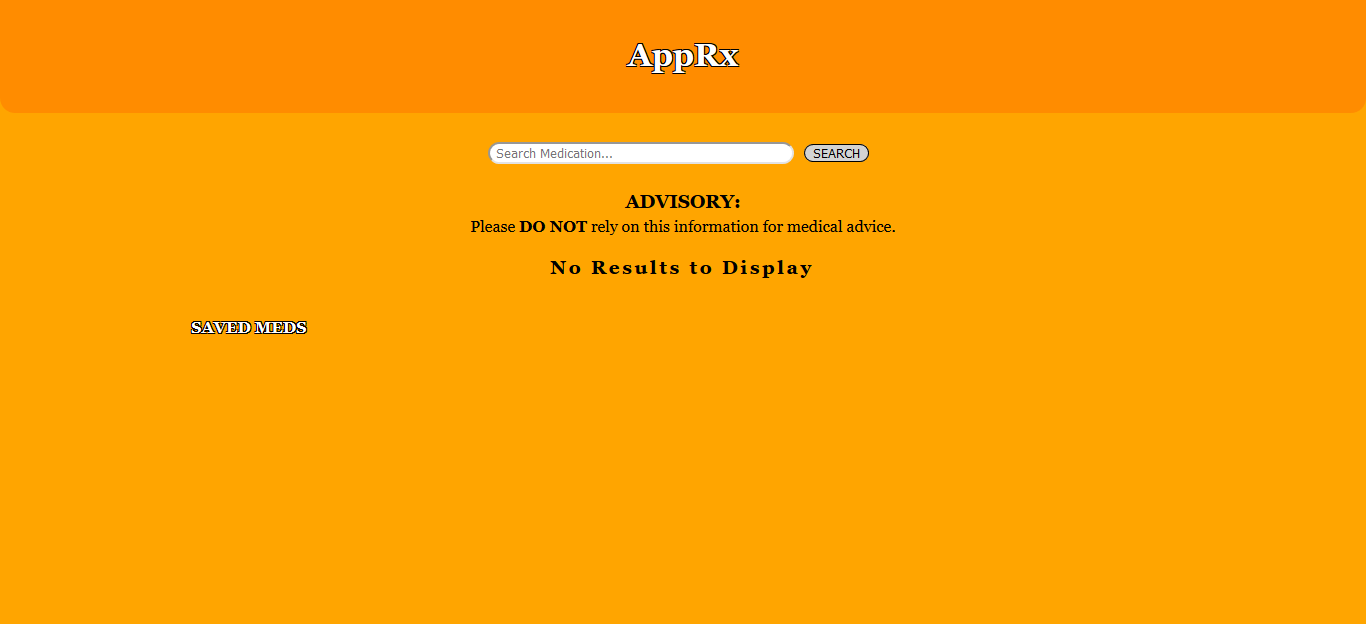 AppRx
Search Medication...
SEARCH
ADVISORY:
Please DO NOT rely on this information for medical advice.
No Results to Display
SAVED MEDS